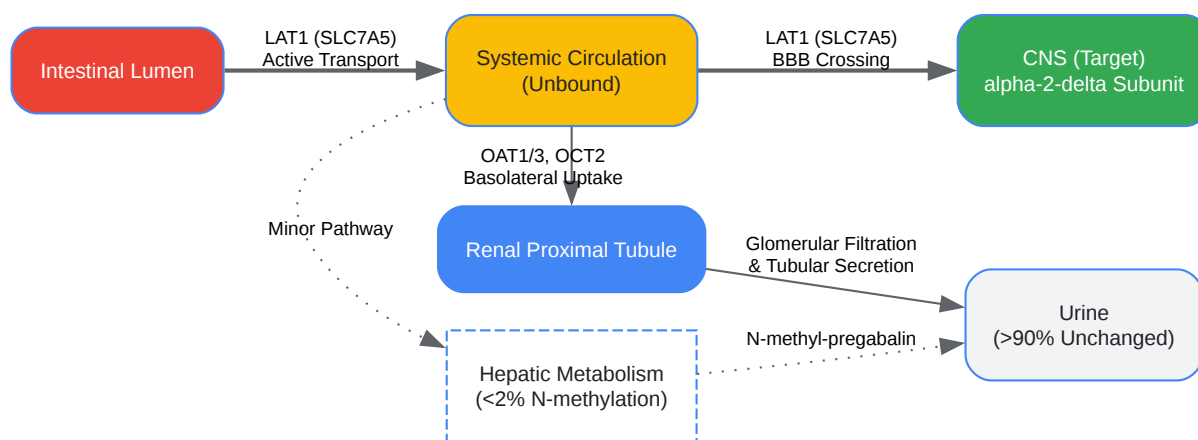 Intestinal Lumen
LAT1 (SLC7A5)
Active Transport
Systemic Circulation
(Unbound)
LAT1 (SLC7A5)
BBB Crossing
CNS (Target)
alpha-2-delta Subunit
OAT1/3, OCT2
Basolateral Uptake
Minor Pathway
Renal Proximal Tubule
Glomerular Filtration
& Tubular Secretion
Urine
(>90% Unchanged)
N-methyl-pregabalin
Hepatic Metabolism
(<2% N-methylation)